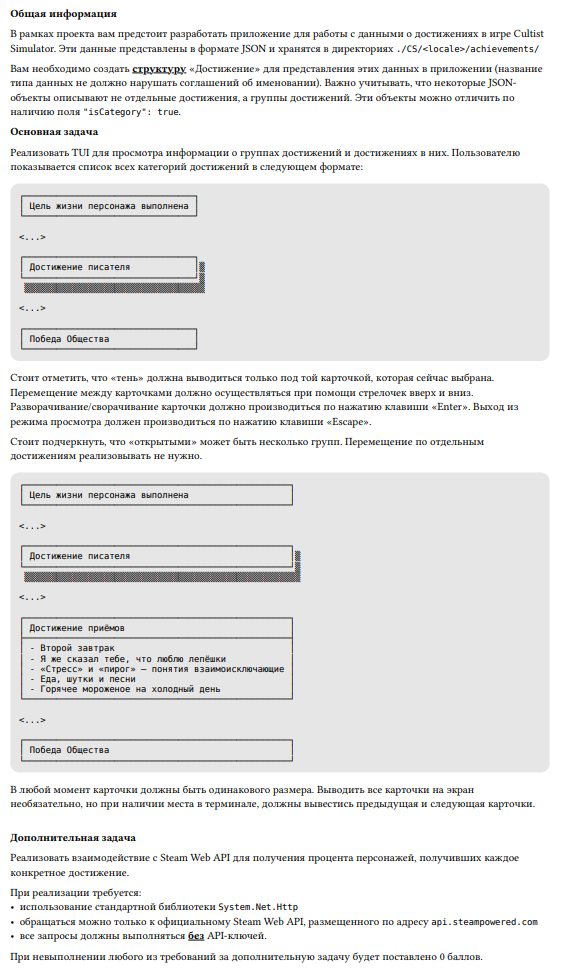 Общая информация
В рамках проекта вам предстоит разработать приложение для работы с данными о достижениях в игре Cultist
Simulator. Эти данные представлены в формате JSON и хранятся в директориях ./CS/<locale>/achievements/
Вам необходимо создать структуру «Достижение» для представления этих данных в приложении (название
типа данных не должно нарушать соглашений об именовании). Важно учитывать, что некоторые JSON-
объекты описывают не отдельные достижения, а группы достижений. Эти объекты можно отличить по
наличию поля "isCategory": true.
Основная задача
Реализовать TUI для просмотра информации о группах достижений и достижениях в них. Пользователю
показывается список всех категорий достижений в следующем формате:
Цель жизни персонажа выполнена
<...>
Достижение писателя
<...>
Победа Общества
Стоит отметить, что «тень» должна выводиться только под той карточкой, которая сейчас выбрана.
Перемещение между карточками должно осуществляться при помощи стрелочек вверх и вниз.
Разворачивание/сворачивание карточки должно производиться по нажатию клавиши «Enter». Выход из
режима просмотра должен производиться по нажатию клавиши «Escape».
Стоит подчеркнуть, что «открытыми» может быть несколько групп. Перемещение по отдельным
достижениям реализовывать не нужно.
Цель жизни персонажа выполнена
<...>
Достижение писателя
<...>
Достижение приёмов
- Второй завтрак
- Я же сказал тебе, что люблю лепёшки
- «Стресс» и «пирог» — понятия взаимоисключающие
- Еда, шутки и песни
- Горячее мороженое на холодный день
<...>
Победа Общества
В любой момент карточки должны быть одинакового размера. Выводить все карточки на экран
необязательно, но при наличии места в терминале, должны вывестись предыдущая и следующая карточки.
Дополнительная задача
Реализовать взаимодействие с Steam Web API для получения процента персонажей, получивших каждое
конкретное достижение.
При реализации требуется:
• использование стандартной библиотеки System.Net.Http
• обращаться можно только к официальному Steam Web API, размещенного по адресу api.steampowered.com
• все запросы должны выполняться без API-ключей.
При невыполнении любого из требований за дополнительную задачу будет поставлено 0 баллов.